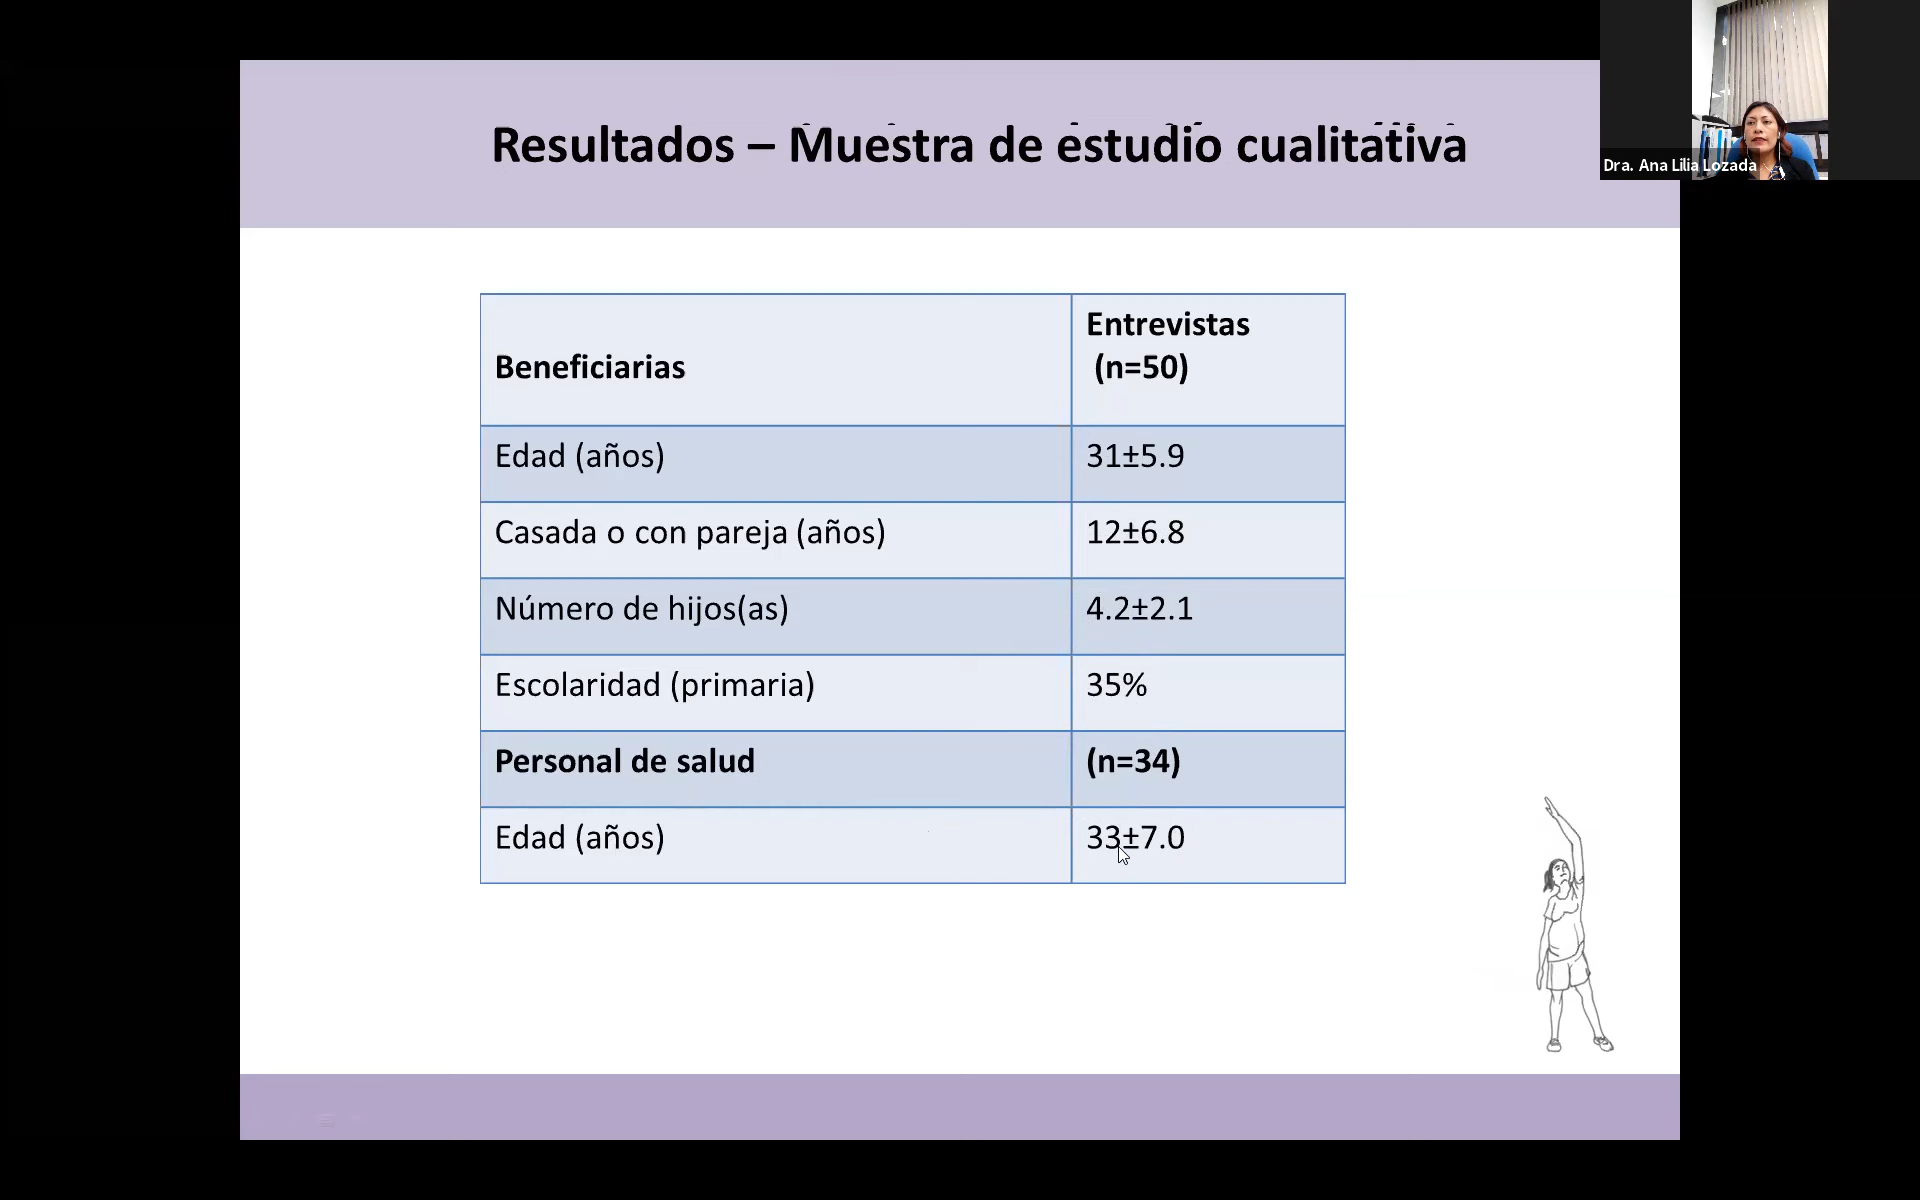 Resultados – Muestra de estudio cualitativa
Dra. Ana Lilia Lozada
Beneficiarias
Entrevistas
(n=50)
Edad (años)
31±5.9
Casada o con pareja (años)
12±6.8
Número de hijos(as)
4.2±2.1
Escolaridad (primaria)
35%
Personal de salud
(n=34)
Edad (años)
33±7.0